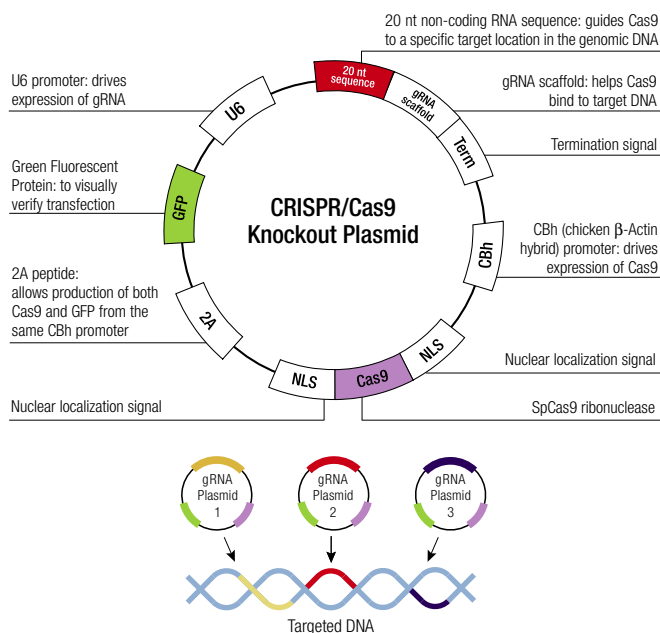 20 nt non-coding RNA sequence: guides Cas9
to a specific target location in the genomic DNA
U6 promoter: drives
expression of gRNA
gRNA scaffold: helps Cas9
bind to target DNA
Termination signal
Green Fluorescent
Protein: to visually
verify transfection
CBh (chicken β-Actin
hybrid) promoter: drives
expression of Cas9
2A peptide:
allows production of both
Cas9 and GFP from the
same CBh promoter
Nuclear localization signal
Nuclear localization signal
SpCas9 ribonuclease
20 nt
sequence
gRNA
scaffold
Term
CBh
NLS
Cas9
NLS
2A
GFP
U6
CRISPR/Cas9
Knockout Plasmid
gRNA
Plasmid
1
gRNA
Plasmid
2
gRNA
Plasmid
3
Targeted DNA